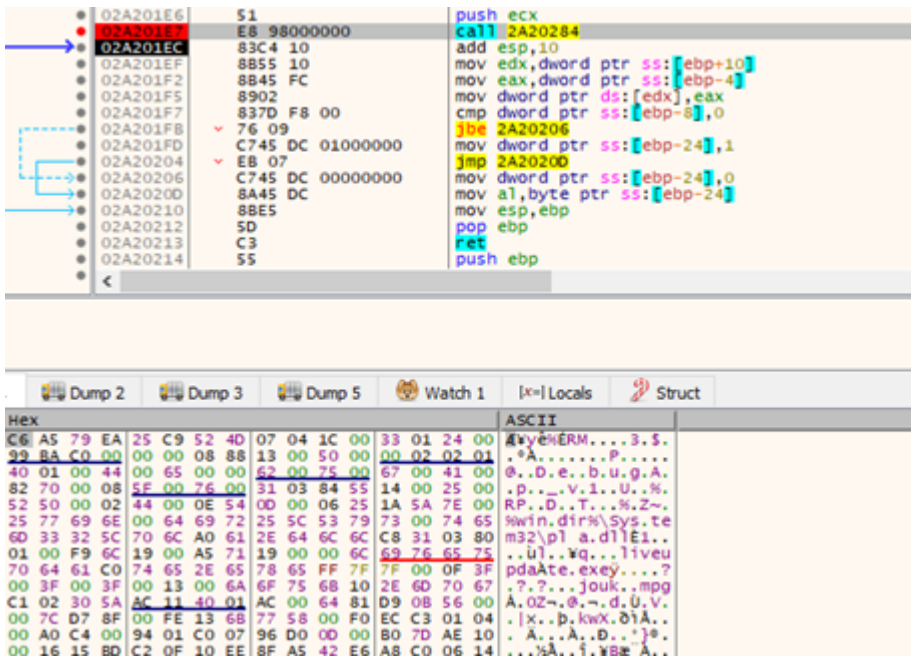 02A201E6 51 push ecx
02A201E7 E8 98000000 call 2A20284
02A201EC 83C4 10 add esp,10
02A201EF 8B55 10 mov edx,dword ptr ss:[ebp+10]
02A201F2 8B45 FC mov eax,dword ptr ss:[ebp-4]
02A201F5 8902 mov dword ptr ds:[edx],eax
02A201F7 837D F8 00 cmp dword ptr ss:[ebp-8],0
02A201FB 76 09 jbe 2A20206
02A201FD C745 DC 01000000 mov dword ptr ss:[ebp-24],1
02A20204 EB 07 jmp 2A2020D
02A20206 C745 DC 00000000 mov dword ptr ss:[ebp-24],0
02A2020D 8A45 DC mov al,byte ptr ss:[ebp-24]
02A20210 8BE5 mov esp,ebp
02A20212 5D pop ebp
02A20213 C3 ret
02A20214 55 push ebp
Dump 2 Dump 3 Dump 5 Watch 1 [x=] Locals Struct
Hex ASCII
C6 A5 79 EA 25 C9 52 4D 07 04 1C 00 33 01 24 00 Æ¥yê%ÉRM....3.$.
99 BA C0 00 00 00 08 88 13 00 50 00 00 02 02 01 .ºÀ.......P.....
40 01 00 44 00 65 00 00 62 00 75 00 67 00 41 00 @..D.e..b.u.g.A.
82 70 00 08 5F 00 76 00 31 03 84 55 14 00 25 00 .p.._.v.1..U..%.
52 50 00 02 44 00 0E 54 0D 00 06 25 1A 5A 7E 00 RP..D..T...%.Z~.
25 77 69 6E 00 64 69 72 25 5C 53 79 73 00 74 65 %win.dir%\Sys.te
6D 33 32 5C 70 6C A0 61 2E 64 6C 6C C8 31 03 80 m32\pl a.dllÈ1..
01 00 F9 6C 19 00 A5 71 19 00 00 6C 69 76 65 75 ..ùl..¥q...liveu
70 64 61 C0 74 65 2E 65 78 65 FF 7F 7F 00 0F 3F pdaÀte.exeÿ....?
00 3F 00 3F 00 13 00 6A 6F 75 6B 10 2E 6D 70 67 .?.?...jouk..mpg
C1 02 30 5A AC 11 40 01 AC 00 64 81 D9 0B 56 00 Á.0Z¬.@.¬.d.Ù.V.
00 7C D7 8F 00 FE 13 6B 77 58 00 F0 EC C3 01 04 .|×..þ.kwX.ðìÃ..
00 A0 C4 00 94 01 C0 07 96 D0 0D 00 B0 7D AE 10 . Ä...À..Ð..°}®.
00 16 15 BD C2 0F 10 EE 8F A5 42 E6 A8 C0 06 14